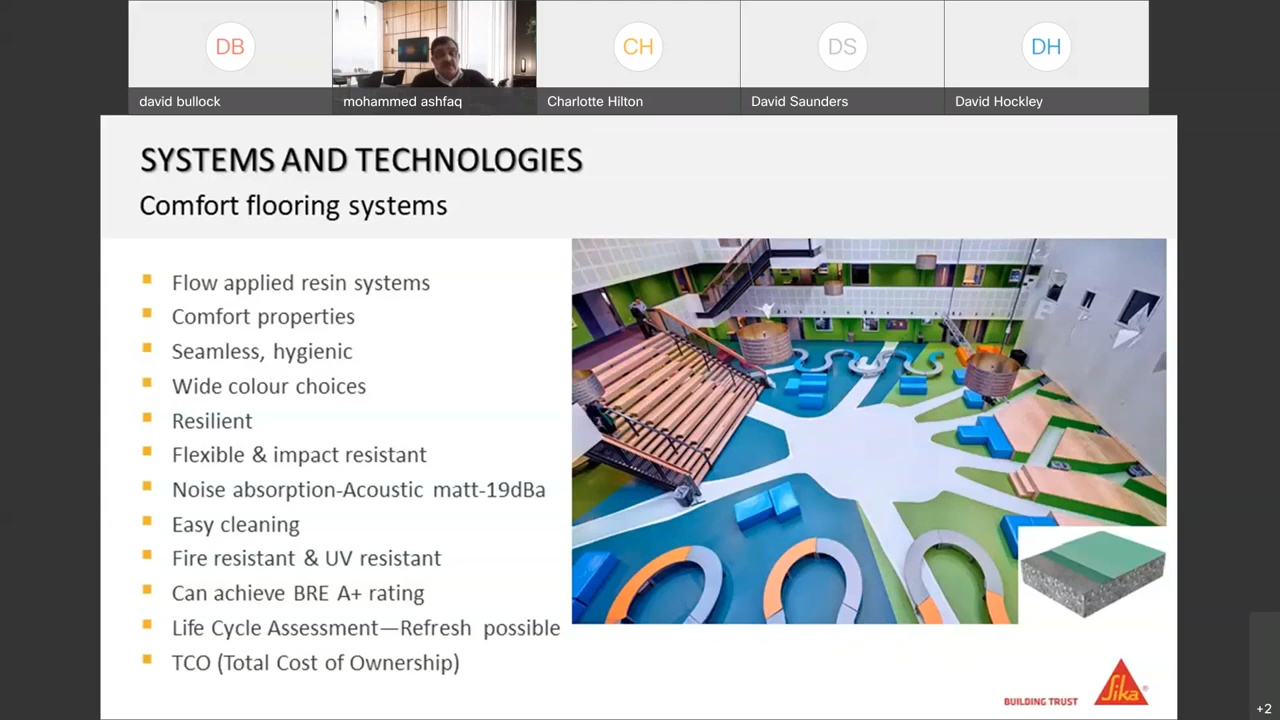 DB
CH
DS
DH
david bullock
mohammed ashfaq
Charlotte Hilton
David Saunders
David Hockley
SYSTEMS AND TECHNOLOGIES
Comfort flooring systems
Flow applied resin systems
Comfort properties
Seamless, hygienic
Wide colour choices
Resilient
Flexible & impact resistant
Noise absorption-Acoustic matt-19dBa
Easy cleaning
Fire resistant & UV resistant
Can achieve BRE A+ rating
Life Cycle Assessment—Refresh possible
TCO (Total Cost of Ownership)
BUILDING TRUST
Sika®
+2